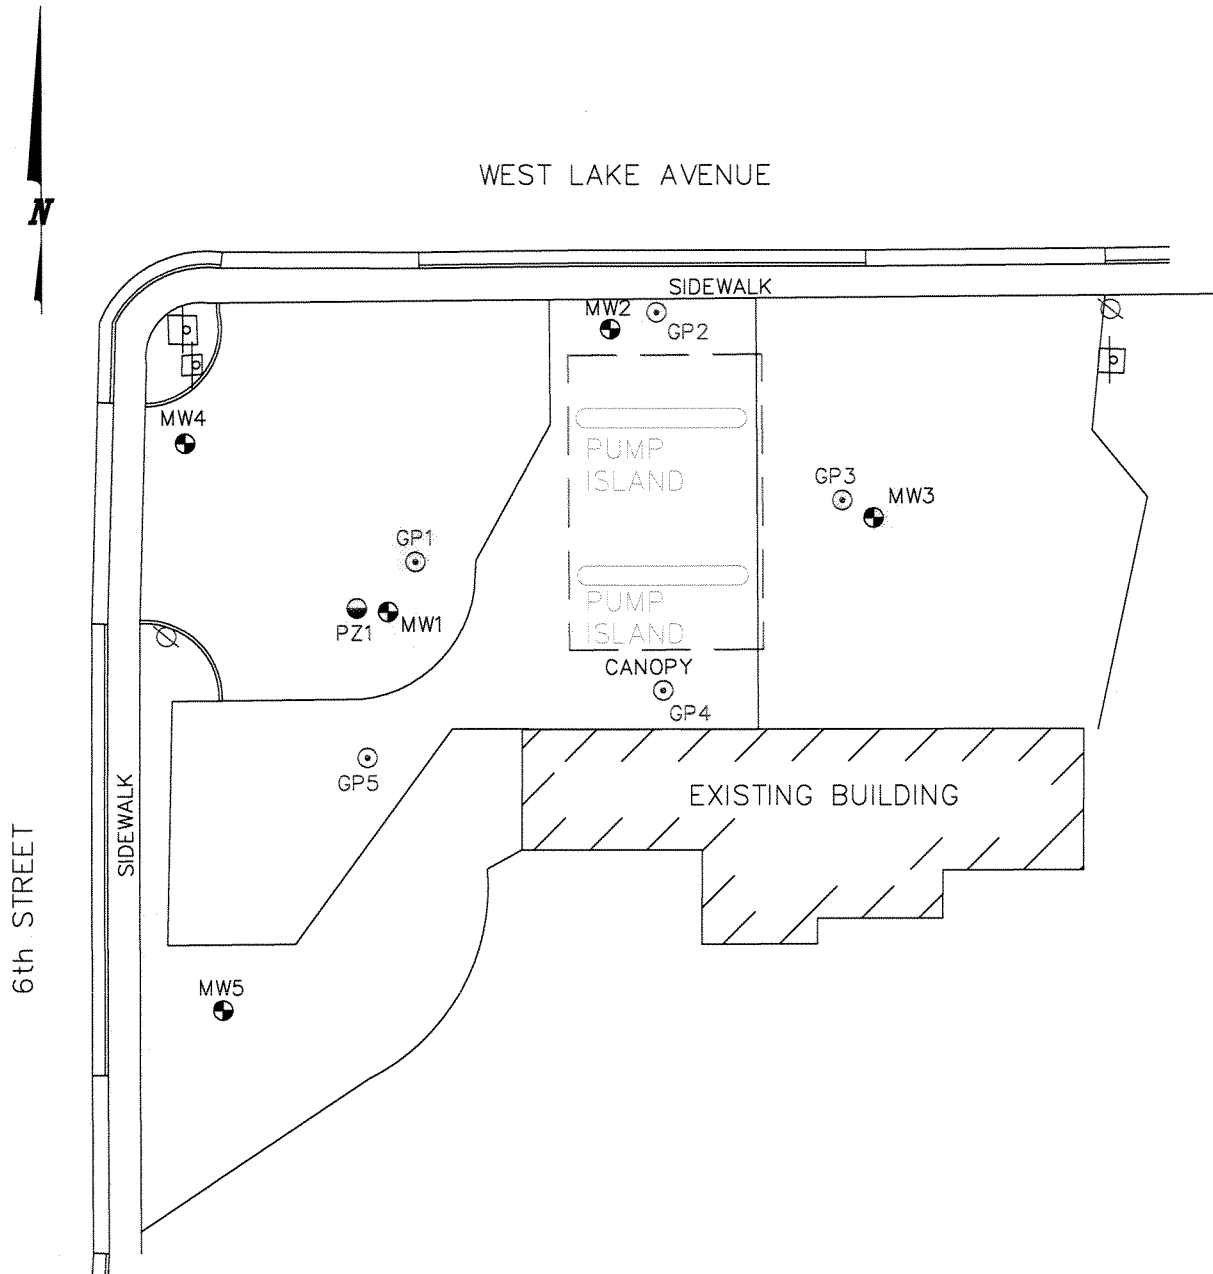 WEST LAKE AVENUE
N
SIDEWALK
MW2
GP2
MW4
PUMP
ISLAND
GP3
MW3
GP1
PZ1
MW1
PUMP
ISLAND
CANOPY
GP4
GP5
EXISTING BUILDING
SIDEWALK
6th STREET
MW5